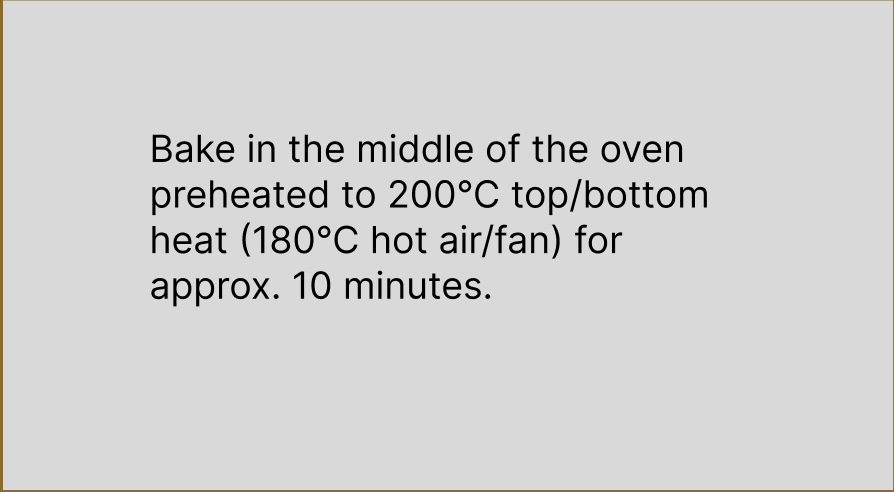 Bake in the middle of the oven
preheated to 200°C top/bottom
heat (180°C hot air/fan) for
approx. 10 minutes.